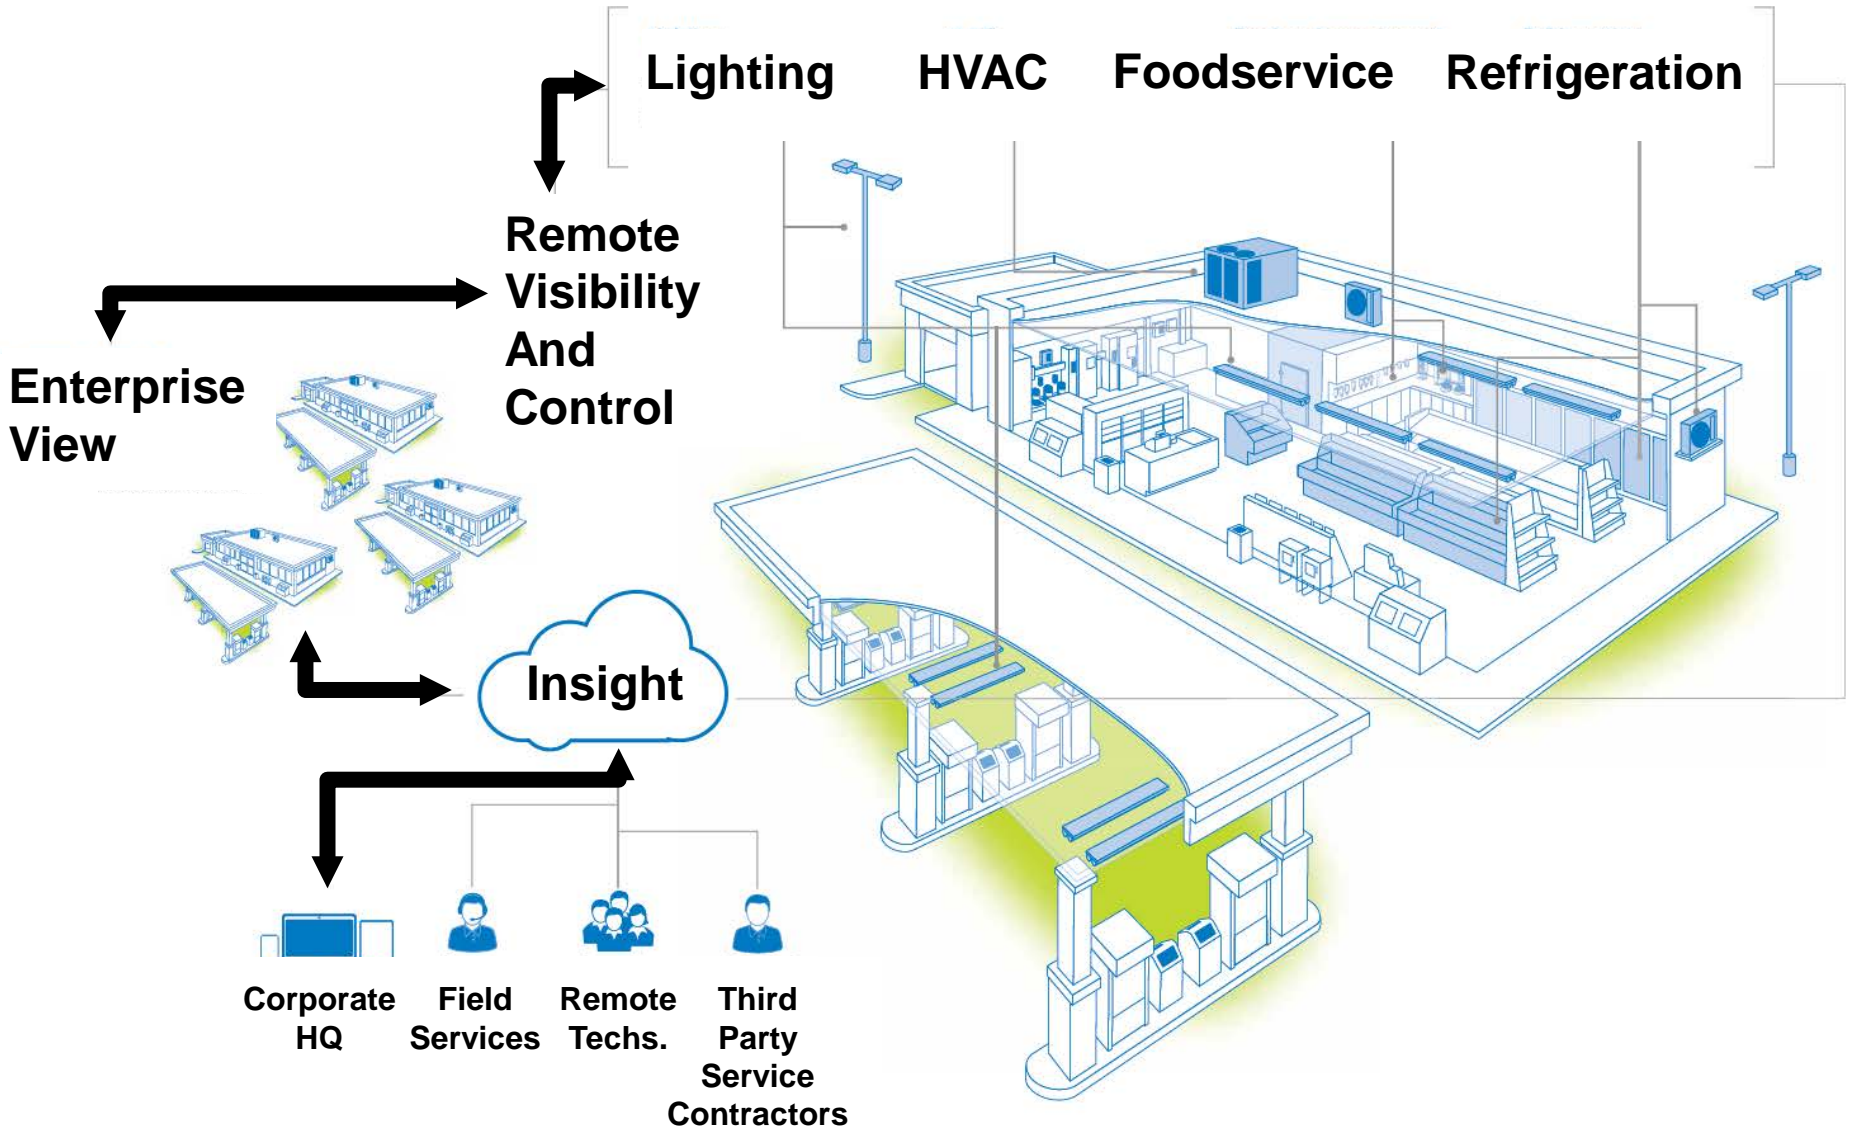 Lighting HVAC Foodservice Refrigeration
Remote
Visibility
And
Control
Enterprise
View
Insight
Corporate
HQ
Field
Services
Remote
Techs.
Third
Party
Service
Contractors